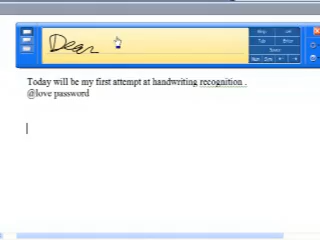 Dear
Today will be my first attempt at handwriting recognition .
@love password